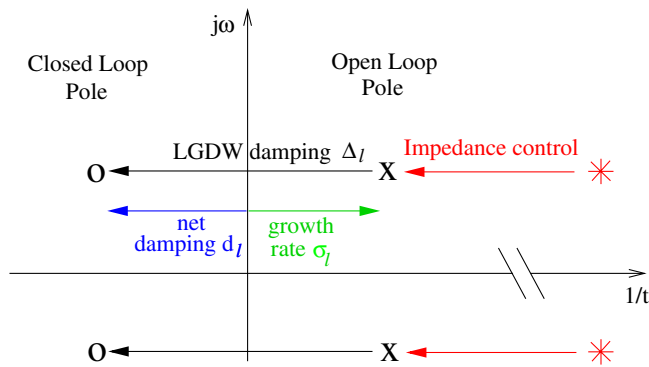 jω
Closed Loop
Pole
Open Loop
Pole
LGDW damping Δl
Impedance control
o
x
net
damping dl
growth
rate σl
1/t
o
x